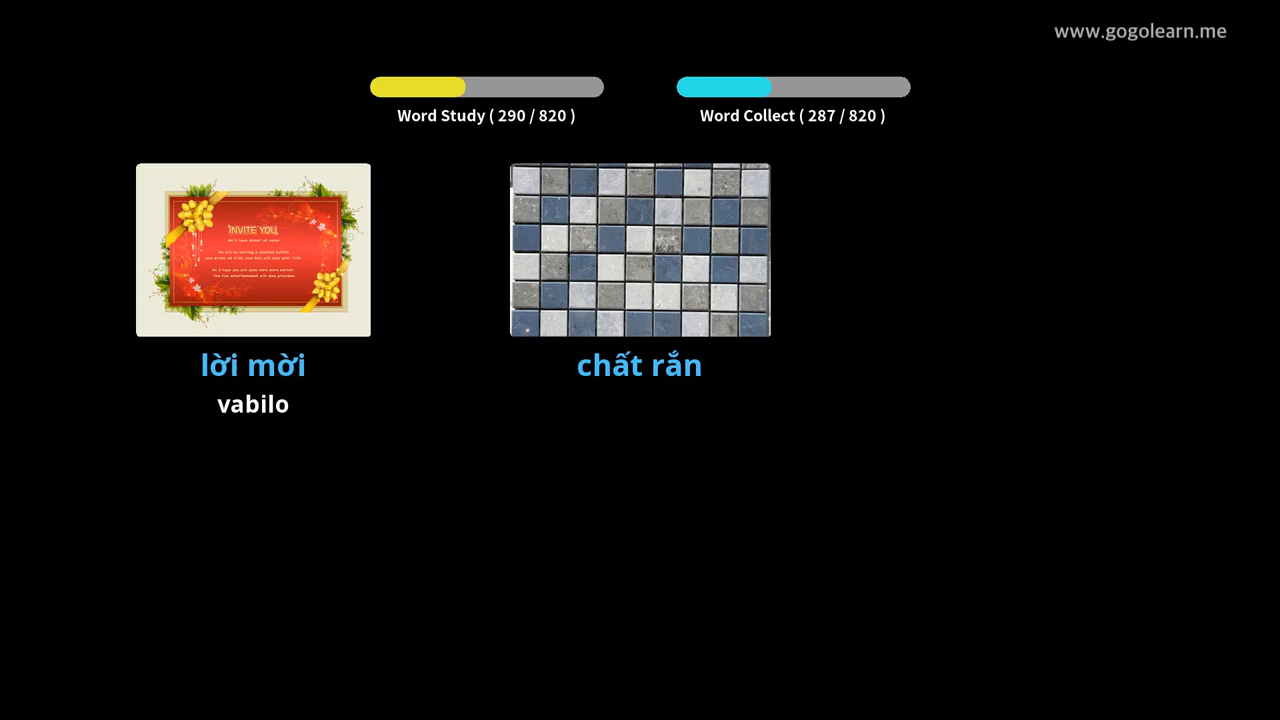 www.gogolearn.me
Word Study ( 290 / 820 )
Word Collect ( 287 / 820 )
INVITE YOU
lời mời
chất rắn
vabilo